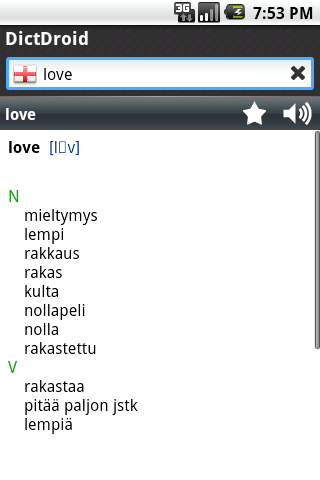 3G 7:53 PM
DictDroid
love
love
love [l▯v]
N
mieltymys
lempi
rakkaus
rakas
kulta
nollapeli
nolla
rakastettu
V
rakastaa
pitää paljon jstk
lempiä